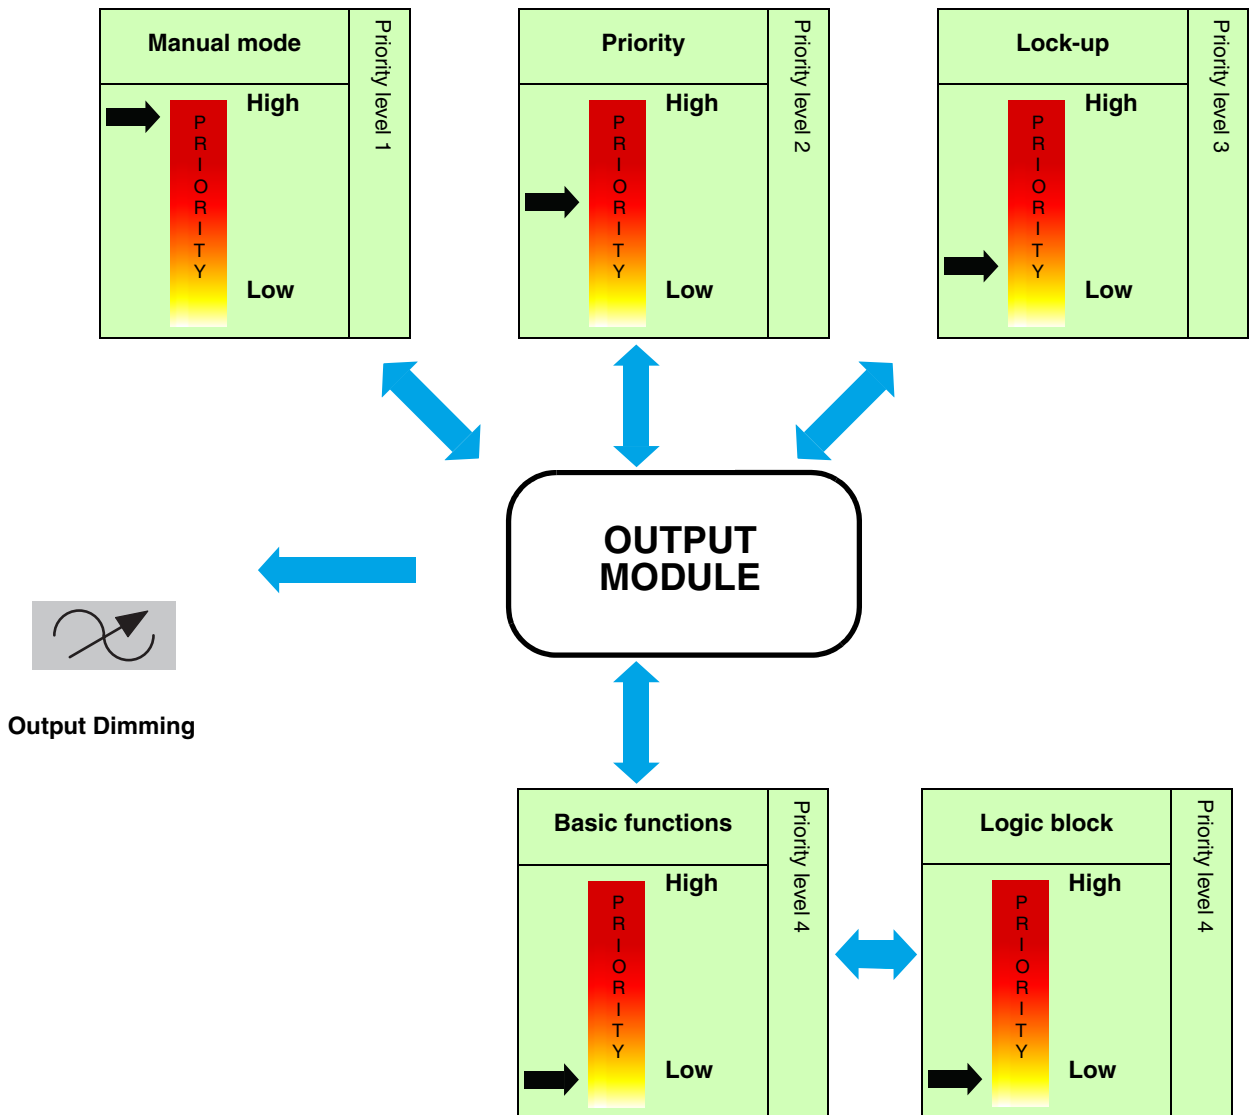 Manual mode
Priority level 1
High
PRIORITY
Low
Priority
Priority level 2
High
PRIORITY
Low
Lock-up
Priority level 3
High
PRIORITY
Low
OUTPUT
MODULE
Output Dimming
Basic functions
Priority level 4
High
PRIORITY
Low
Logic block
Priority level 4
High
PRIORITY
Low